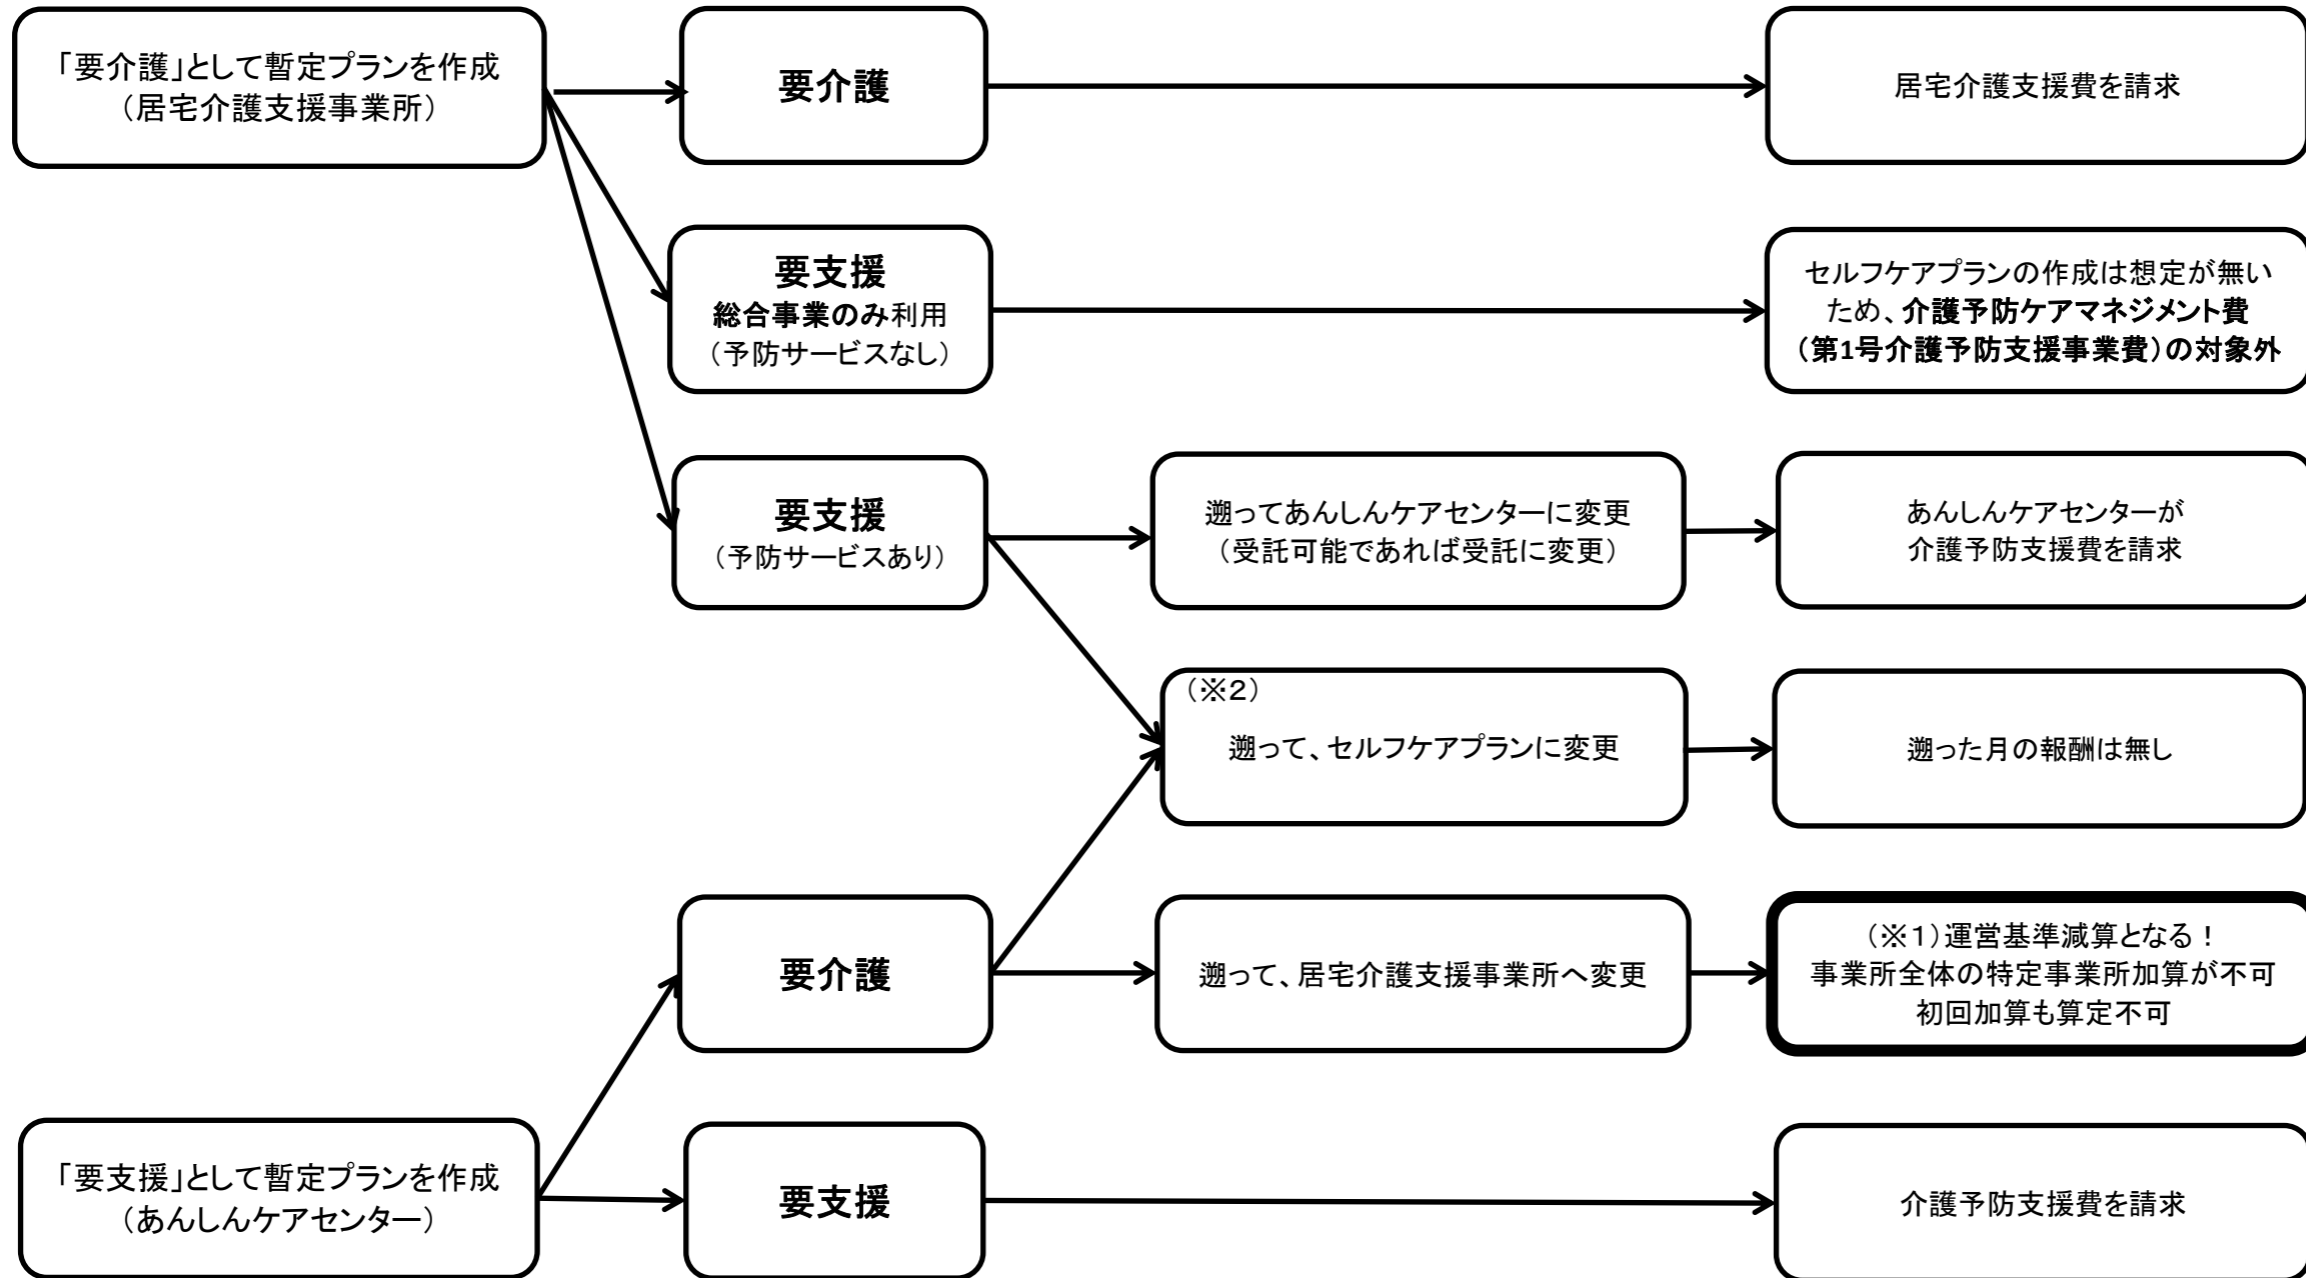 「要介護」として暫定プランを作成
（居宅介護支援事業所）
要介護
居宅介護支援費を請求
要支援
総合事業のみ利用
（予防サービスなし）
セルフケアプランの作成は想定が無い
ため、介護予防ケアマネジメント費
（第1号介護予防支援事業費）の対象外
要支援
（予防サービスあり）
遡ってあんしんケアセンターに変更
（受託可能であれば受託に変更）
あんしんケアセンターが
介護予防支援費を請求
（※２）
遡って、セルフケアプランに変更
遡った月の報酬は無し
要介護
遡って、居宅介護支援事業所へ変更
（※１）運営基準減算となる！
事業所全体の特定事業所加算が不可
初回加算も算定不可
「要支援」として暫定プランを作成
（あんしんケアセンター）
要支援
介護予防支援費を請求